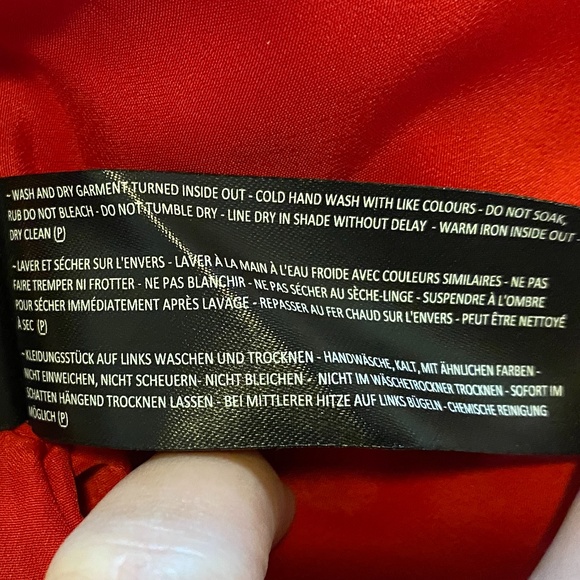 ~ WASH AND DRY GARMENT TURNED INSIDE OUT - COLD HAND WASH WITH LIKE COLOURS - DO NOT SOAK,
RUB DO NOT BLEACH - DO NOT TUMBLE DRY - LINE DRY IN SHADE WITHOUT DELAY - WARM IRON INSIDE OUT -
DRY CLEAN Ⓟ
~ LAVER ET SÉCHER SUR L'ENVERS - LAVER À LA MAIN À L'EAU FROIDE AVEC COULEURS SIMILAIRES - NE PAS
FAIRE TREMPER NI FROTTER - NE PAS BLANCHIR - NE PAS SÉCHER AU SÈCHE-LINGE - SUSPENDRE À L'OMBRE
POUR SÉCHER IMMÉDIATEMENT APRÈS LAVAGE - REPASSER AU FER CHAUD SUR L'ENVERS - PEUT ÊTRE NETTOYÉ
À SEC Ⓟ
~ KLEIDUNGSSTÜCK AUF LINKS WASCHEN UND TROCKNEN - HANDWÄSCHE, KALT, MIT ÄHNLICHEN FARBEN -
NICHT EINWEICHEN, NICHT SCHEUERN- NICHT BLEICHEN - NICHT IM WÄSCHETROCKNER TROCKNEN - SOFORT IM
SCHATTEN HÄNGEND TROCKNEN LASSEN - BEI MITTLERER HITZE AUF LINKS BÜGELN - CHEMISCHE REINIGUNG
MÖGLICH Ⓟ